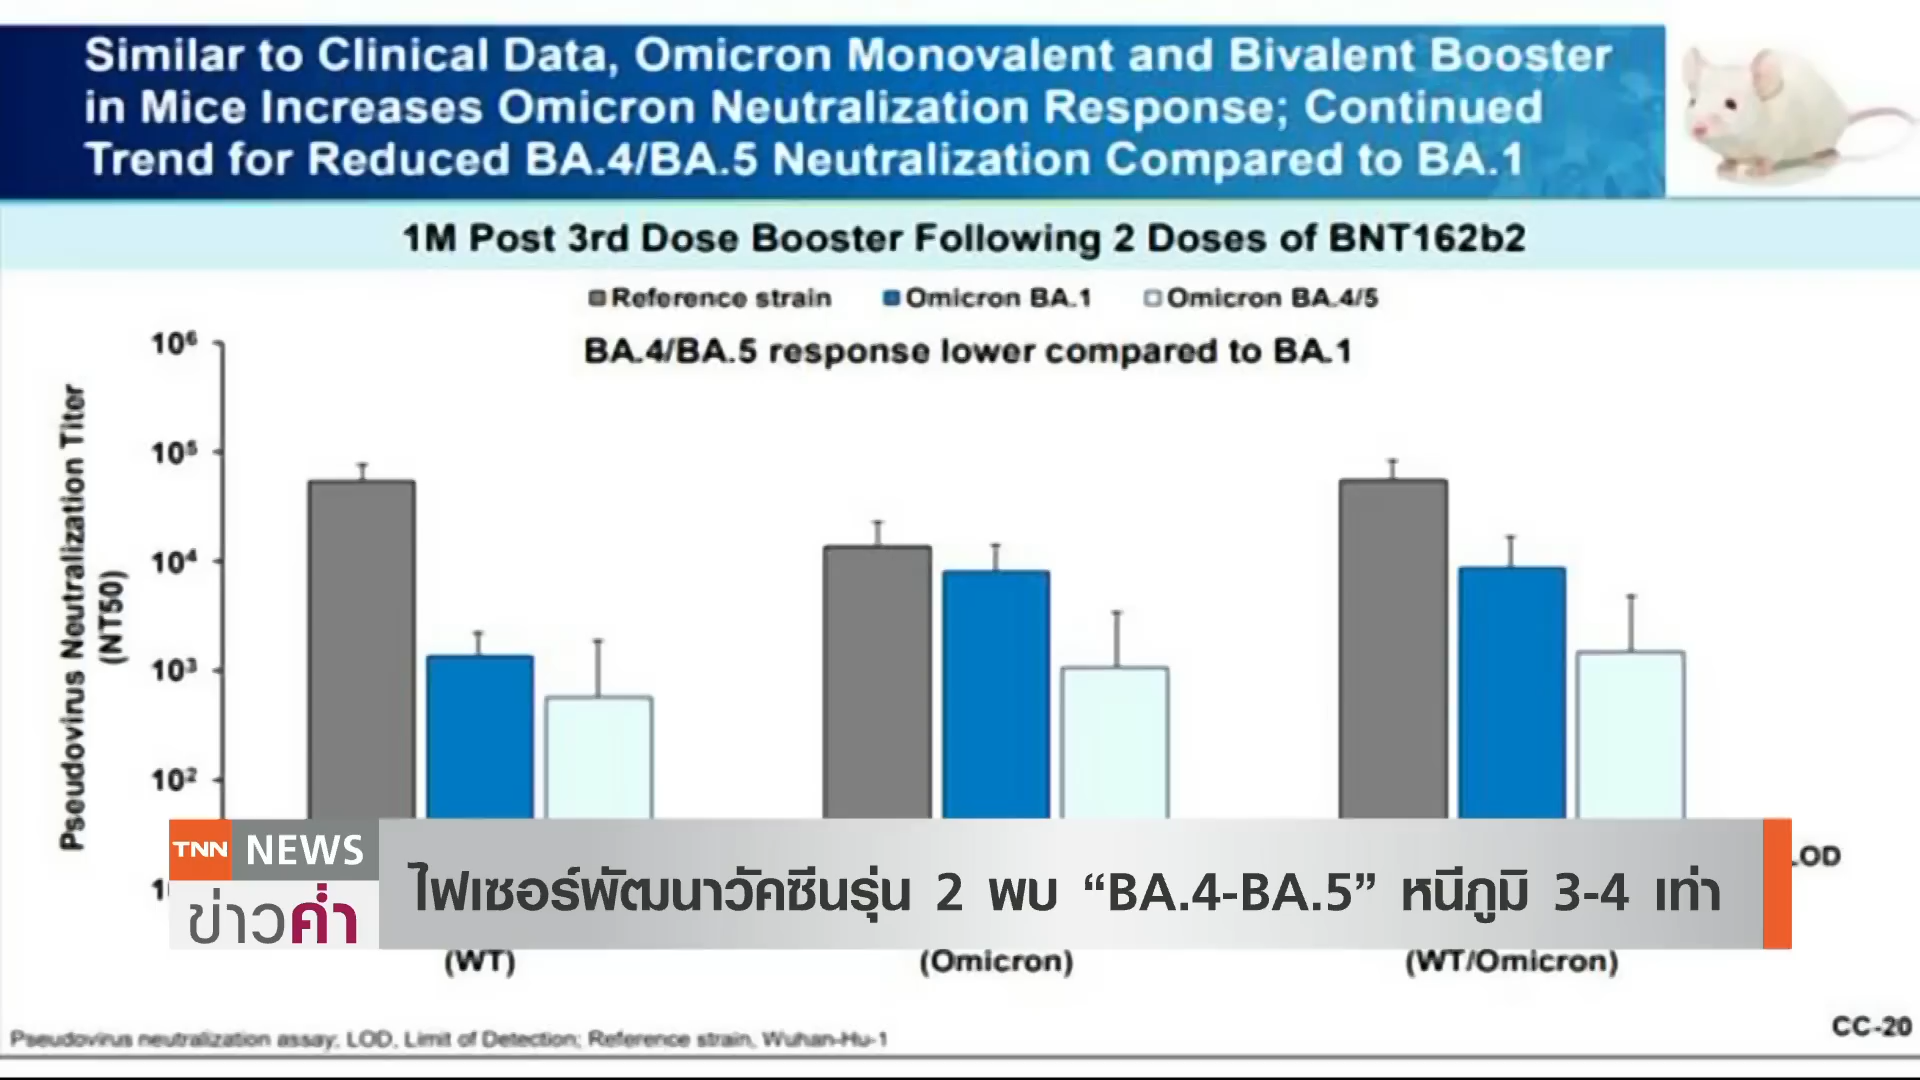 Similar to Clinical Data, Omicron Monovalent and Bivalent Booster
in Mice Increases Omicron Neutralization Response; Continued
Trend for Reduced BA.4/BA.5 Neutralization Compared to BA.1
1M Post 3rd Dose Booster Following 2 Doses of BNT162b2
Reference strain Omicron BA.1 Omicron BA.4/5
BA.4/BA.5 response lower compared to BA.1
Pseudovirus Neutralization Titer
(NT50)
10⁶
10⁵
10⁴
10³
10²
LOD
TNN NEWS
ข่าวค่ำ
ไฟเซอร์พัฒนาวัคซีนรุ่น 2 พบ “BA.4-BA.5” หนีภูมิ 3-4 เท่า
(WT) (Omicron) (WT/Omicron)
CC-20
Pseudovirus neutralization assay, LOD, Limit of Detection; Reference strain, Wuhan-Hu-1